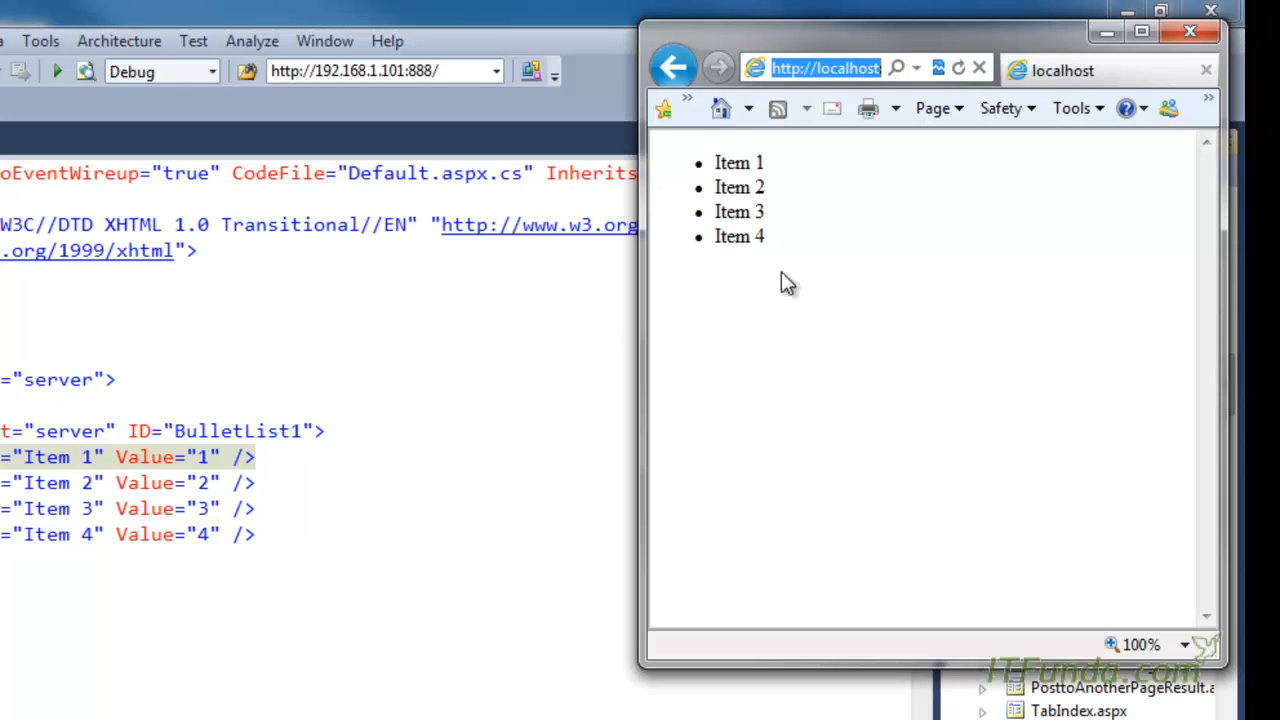 Tools Architecture Test Analyze Window Help
Debug http://192.168.1.101:888/
oEventWireup="true" CodeFile="Default.aspx.cs" Inherits
W3C//DTD XHTML 1.0 Transitional//EN" "http://www.w3.org
.org/1999/xhtml">
="server">
t="server" ID="BulletList1">
="Item 1" Value="1" />
="Item 2" Value="2" />
="Item 3" Value="3" />
="Item 4" Value="4" />
http://localhost localhost
Page Safety Tools
Item 1
Item 2
Item 3
Item 4
100%
ITFunda.com
PosttoAnotherPageResult.a
TabIndex.aspx